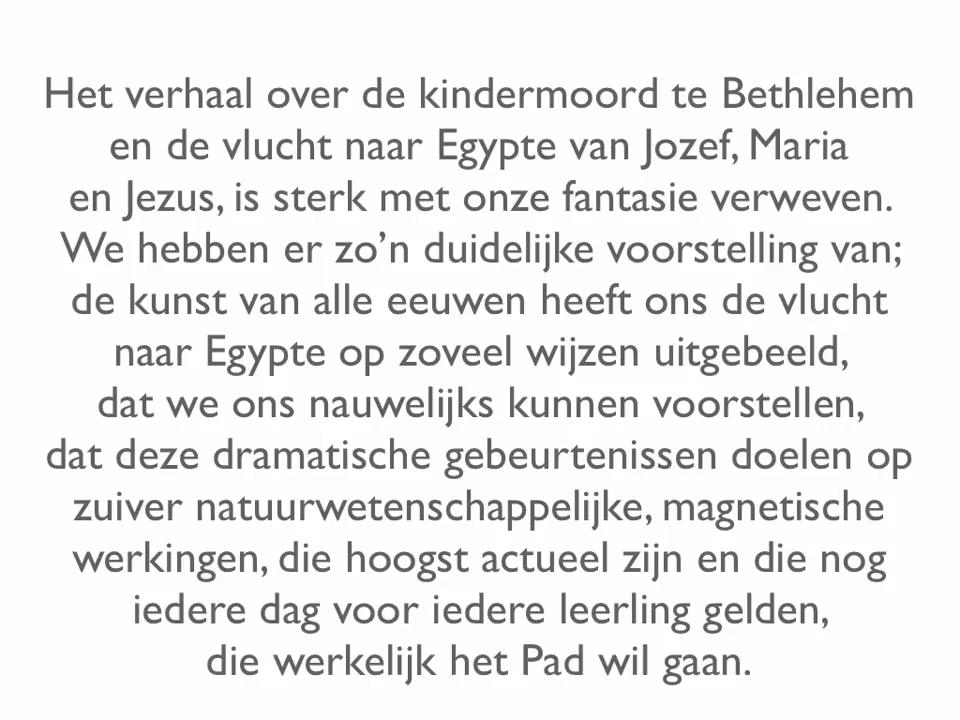 Het verhaal over de kindermoord te Bethlehem
en de vlucht naar Egypte van Jozef, Maria
en Jezus, is sterk met onze fantasie verweven.
We hebben er zo’n duidelijke voorstelling van;
de kunst van alle eeuwen heeft ons de vlucht
naar Egypte op zoveel wijzen uitgebeeld,
dat we ons nauwelijks kunnen voorstellen,
dat deze dramatische gebeurtenissen doelen op
zuiver natuurwetenschappelijke, magnetische
werkingen, die hoogst actueel zijn en die nog
iedere dag voor iedere leerling gelden,
die werkelijk het Pad wil gaan.